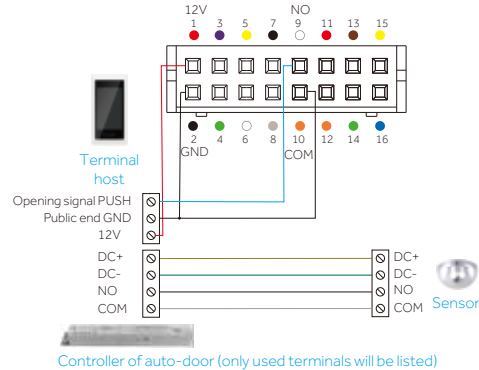 12V NO
1 3 5 7 9 11 13 15
2 4 6 8 10 12 14 16
GND COM
Terminal
host
Opening signal PUSH
Public end GND
12V
DC+ DC+
DC- DC-
NO NO
COM COM
Sensor
Controller of auto-door (only used terminals will be listed)